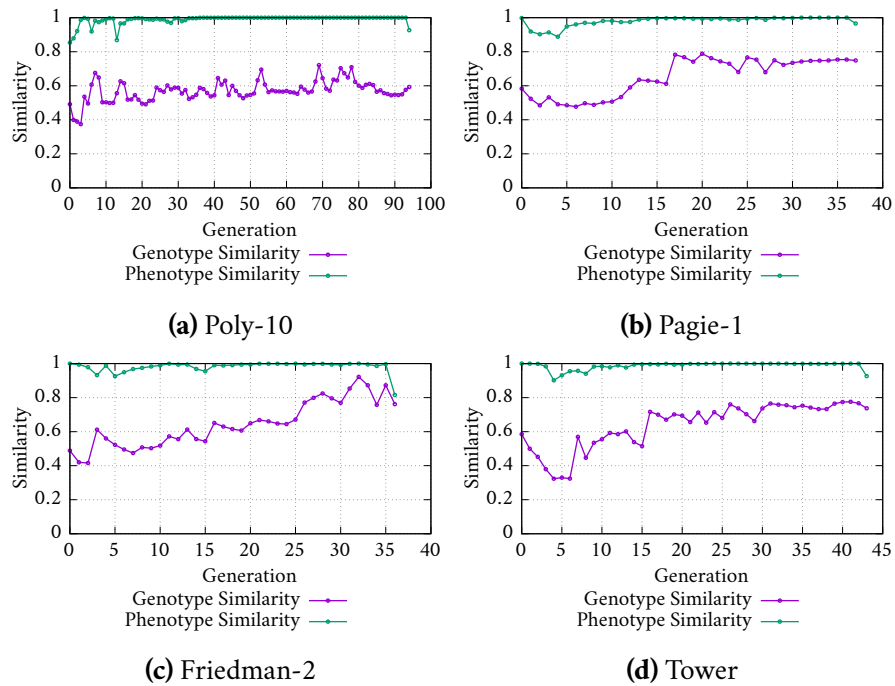 1
0.8
0.6
0.4
0.2
0
Similarity
0 10 20 30 40 50 60 70 80 90 100
Generation
Genotype Similarity
Phenotype Similarity
(a) Poly-10
1
0.8
0.6
0.4
0.2
0
Similarity
0 5 10 15 20 25 30 35 40
Generation
Genotype Similarity
Phenotype Similarity
(b) Pagie-1
1
0.8
0.6
0.4
0.2
0
Similarity
0 5 10 15 20 25 30 35 40
Generation
Genotype Similarity
Phenotype Similarity
(c) Friedman-2
1
0.8
0.6
0.4
0.2
0
Similarity
0 5 10 15 20 25 30 35 40 45
Generation
Genotype Similarity
Phenotype Similarity
(d) Tower